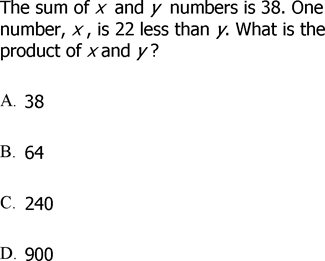 The sum of x and y numbers is 38. One
number, x, is 22 less than y. What is the
product of x and y?
A. 38
B. 64
C. 240
D. 900